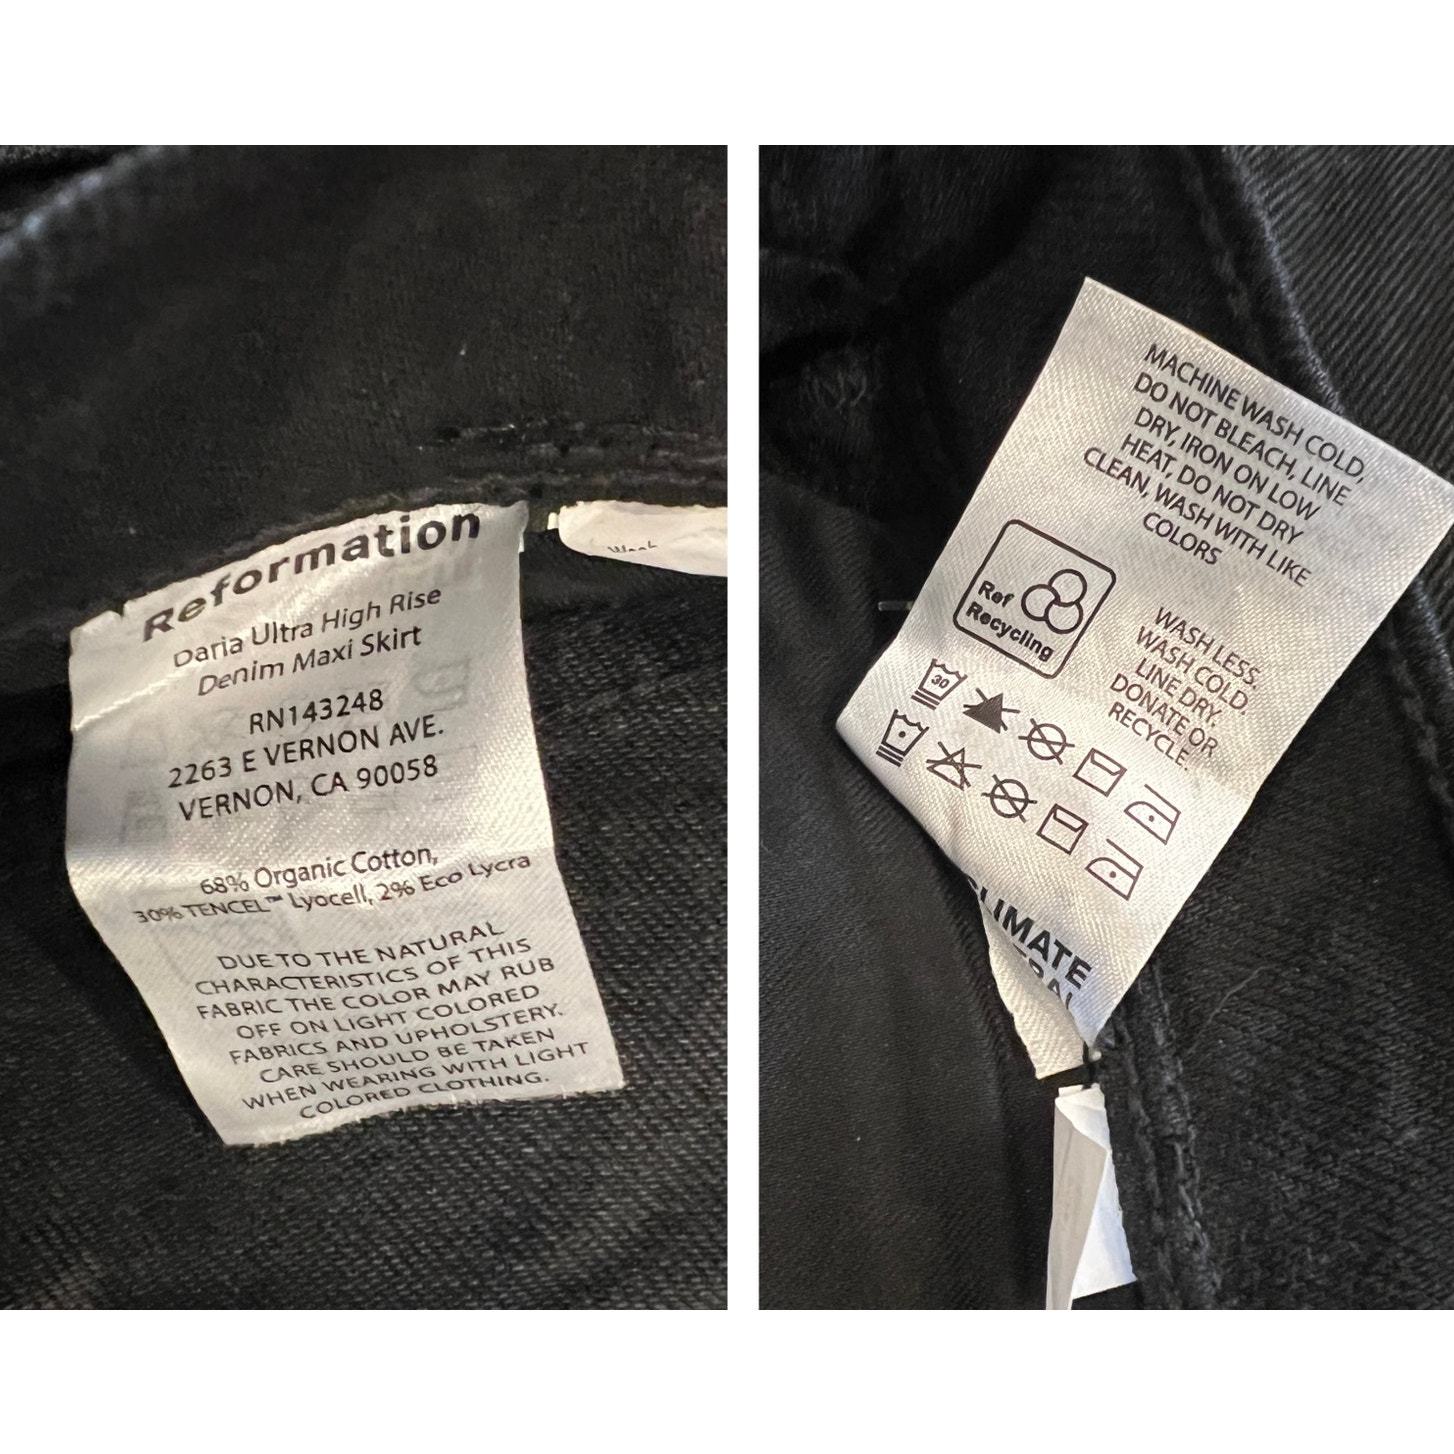 Reformation
Daria Ultra High Rise
Denim Maxi Skirt
RN143248
2263 E VERNON AVE.
VERNON, CA 90058
68% Organic Cotton,
30% TENCEL™ Lyocell, 2% Eco Lycra
DUE TO THE NATURAL
CHARACTERISTICS OF THIS
FABRIC THE COLOR MAY RUB
OFF ON LIGHT COLORED
FABRICS AND UPHOLSTERY.
CARE SHOULD BE TAKEN
WHEN WEARING WITH LIGHT
COLORED CLOTHING.
MACHINE WASH COLD,
DO NOT BLEACH, LINE
DRY, IRON ON LOW
HEAT, DO NOT DRY
CLEAN, WASH WITH LIKE
COLORS
Ref
Recycling
WASH LESS.
WASH COLD.
LINE DRY.
DONATE OR
RECYCLE.
30
CLIMATE